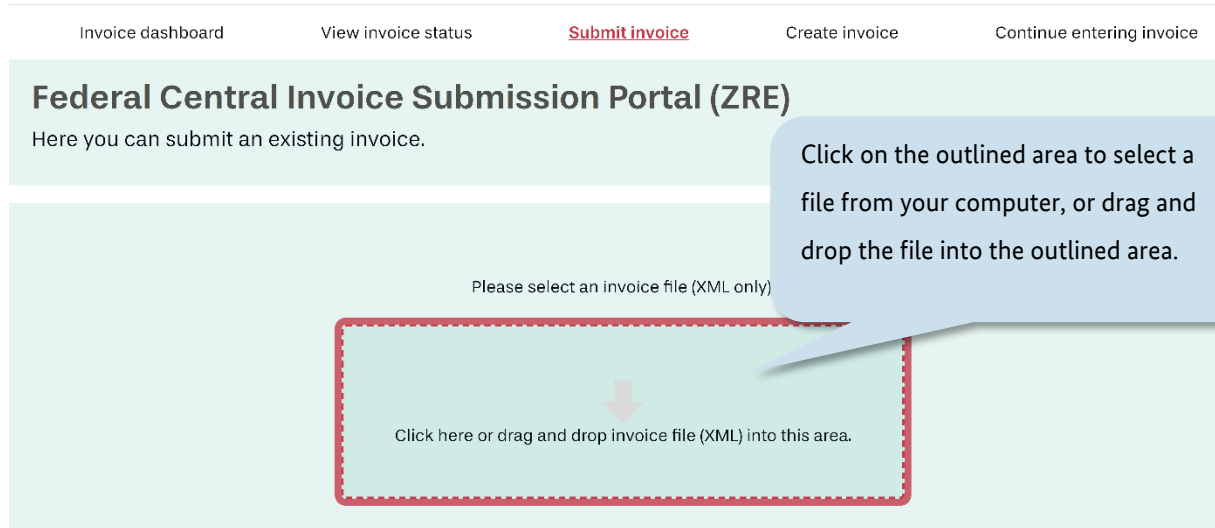 Invoice dashboard View invoice status Submit invoice Create invoice Continue entering invoice
Federal Central Invoice Submission Portal (ZRE)
Here you can submit an existing invoice.
Click on the outlined area to select a
file from your computer, or drag and
drop the file into the outlined area.
Please select an invoice file (XML only)
Click here or drag and drop invoice file (XML) into this area.